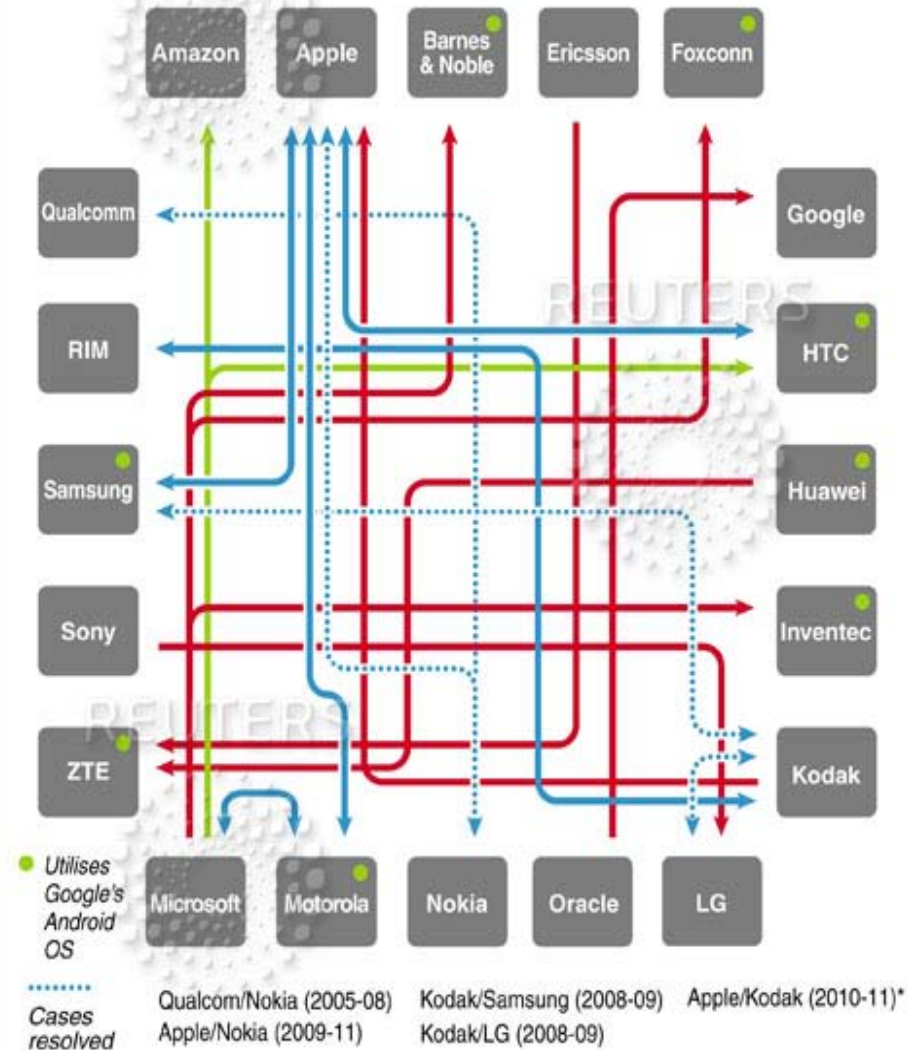 Amazon
Apple
Barnes
& Noble
Ericsson
Foxconn
Qualcomm
Google
REUTERS
RIM
HTC
Samsung
Huawei
Sony
Inventec
REUTERS
ZTE
Kodak
Utilises
Google's
Android
OS
Microsoft
Motorola
Nokia
Oracle
LG
Cases
resolved
Qualcom/Nokia (2005-08)
Apple/Nokia (2009-11)
Kodak/Samsung (2008-09)
Kodak/LG (2008-09)
Apple/Kodak (2010-11)*